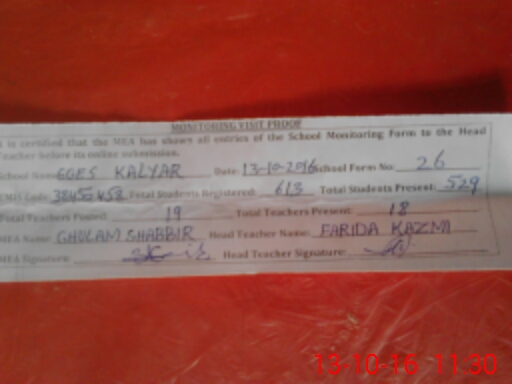 MONITORING VISIT PROOF
It is certified that the MEA has shown all entries of the School Monitoring Form to the Head
Teacher before its online submission.
School Name GGES KALYAR Date: 13-10-2016 School Form No: 26
EMIS Code: Total Students Registered: 613 Total Students Present: 529
Total Teachers Posted: 19 Total Teachers Present: 18
MEA Name: GHOLAM SHABBIR Head Teacher Name: FARIDA KAZMI
MEA Signature: Head Teacher Signature:
13-10-16 11:30